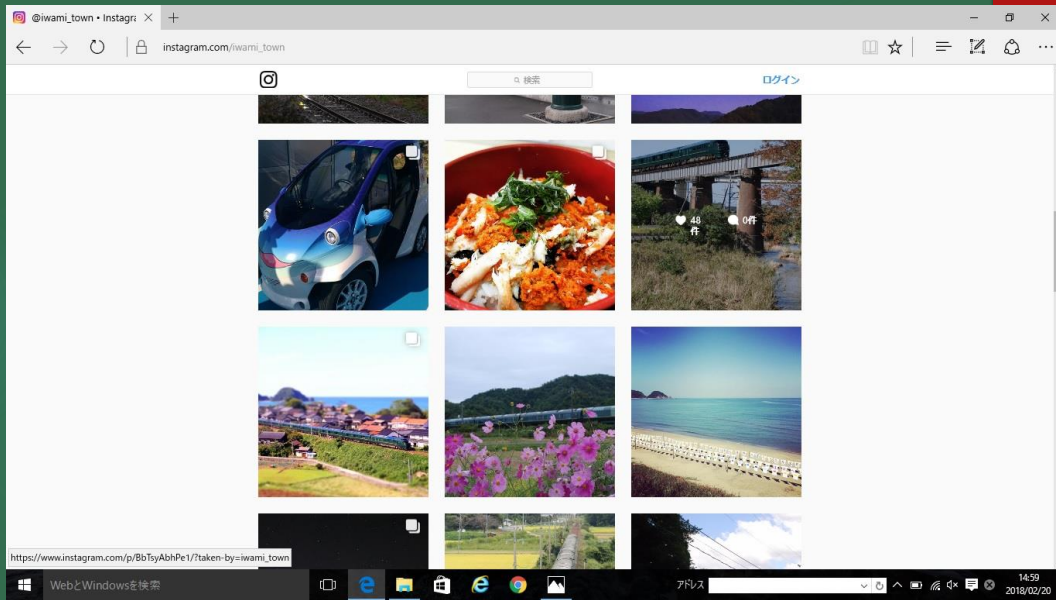 @iwami_town • Instagra
instagram.com/iwami_town
検索
ログイン
48
件
0件
https://www.instagram.com/p/BbTsyAbhPe1/?taken-by=iwami_town
WebとWindowsを検索
アドレス
14:59
2018/02/20